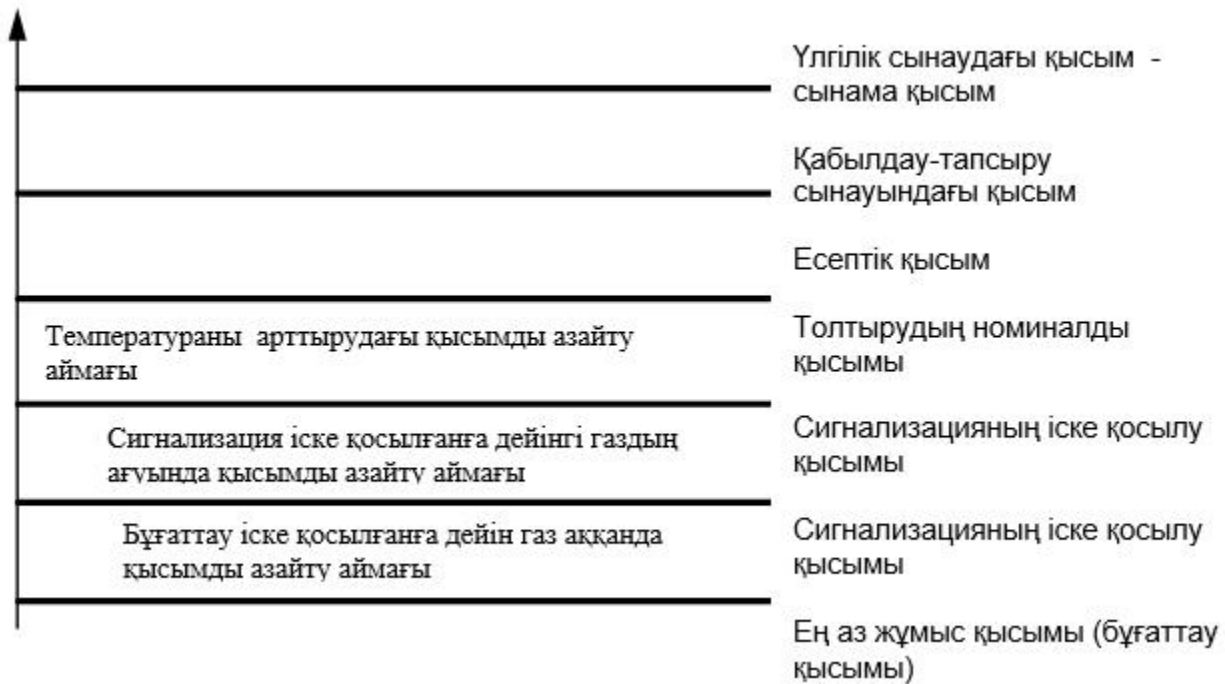 Үлгілік сынаудағы қысым -
сынама қысым
Қабылдау-тапсыру
сынауындағы қысым
Есептік қысым
Температураны арттырудағы қысымды азайту
аймағы
Толтырудың номиналды
қысымы
Сигнализация іске қосылғанға дейінгі газдың
ағуында қысымды азайту аймағы
Сигнализацияның іске қосылу
қысымы
Бұғаттау іске қосылғанға дейін газ аққанда
қысымды азайту аймағы
Сигнализацияның іске қосылу
қысымы
Ең аз жұмыс қысымы (бұғаттау
қысымы)